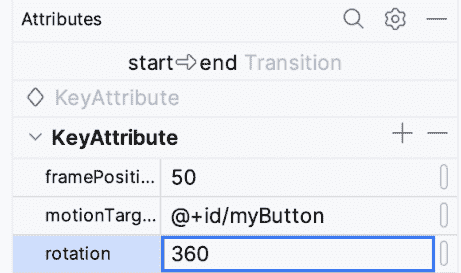 Attributes
start⇨end Transition
KeyAttribute
KeyAttribute
framePositi... 50
motionTarg... @+id/myButton
rotation 360